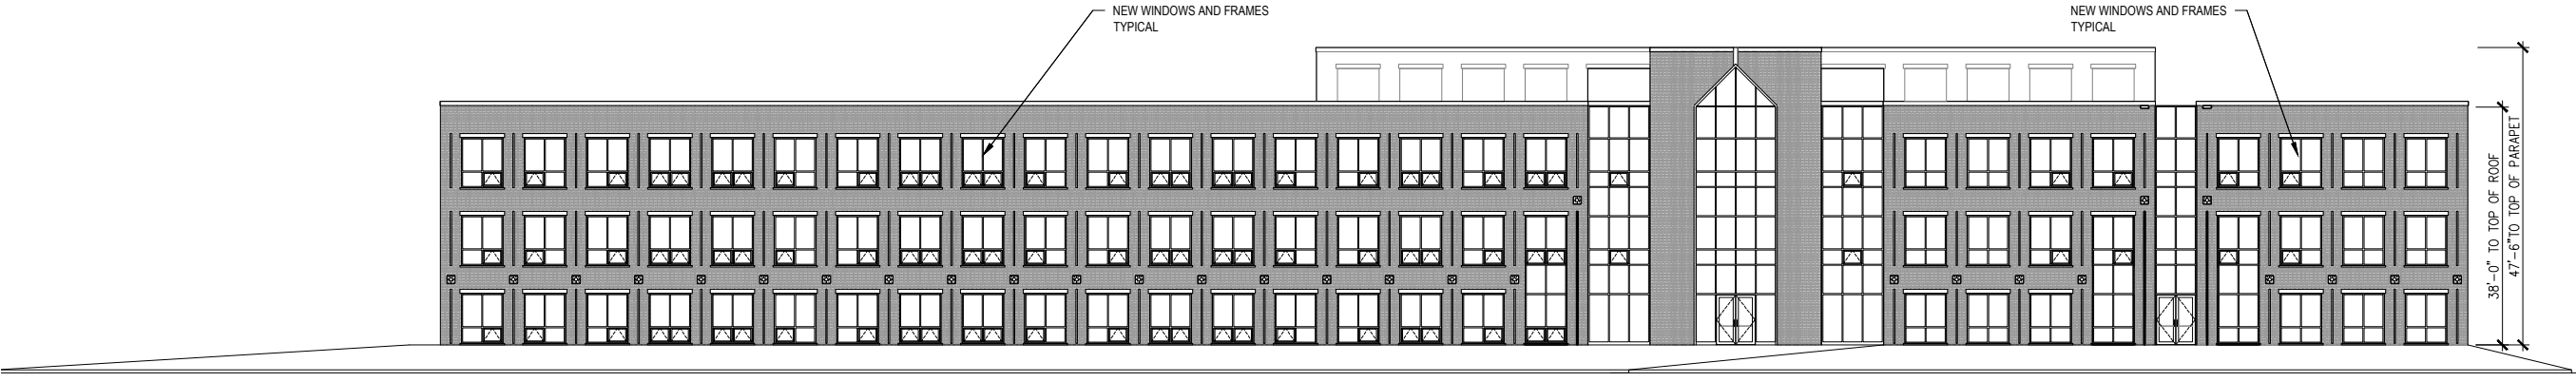 NEW WINDOWS AND FRAMES
TYPICAL
NEW WINDOWS AND FRAMES
TYPICAL
38'-0" TO TOP OF ROOF
47'-6"TO TOP OF PARAPET